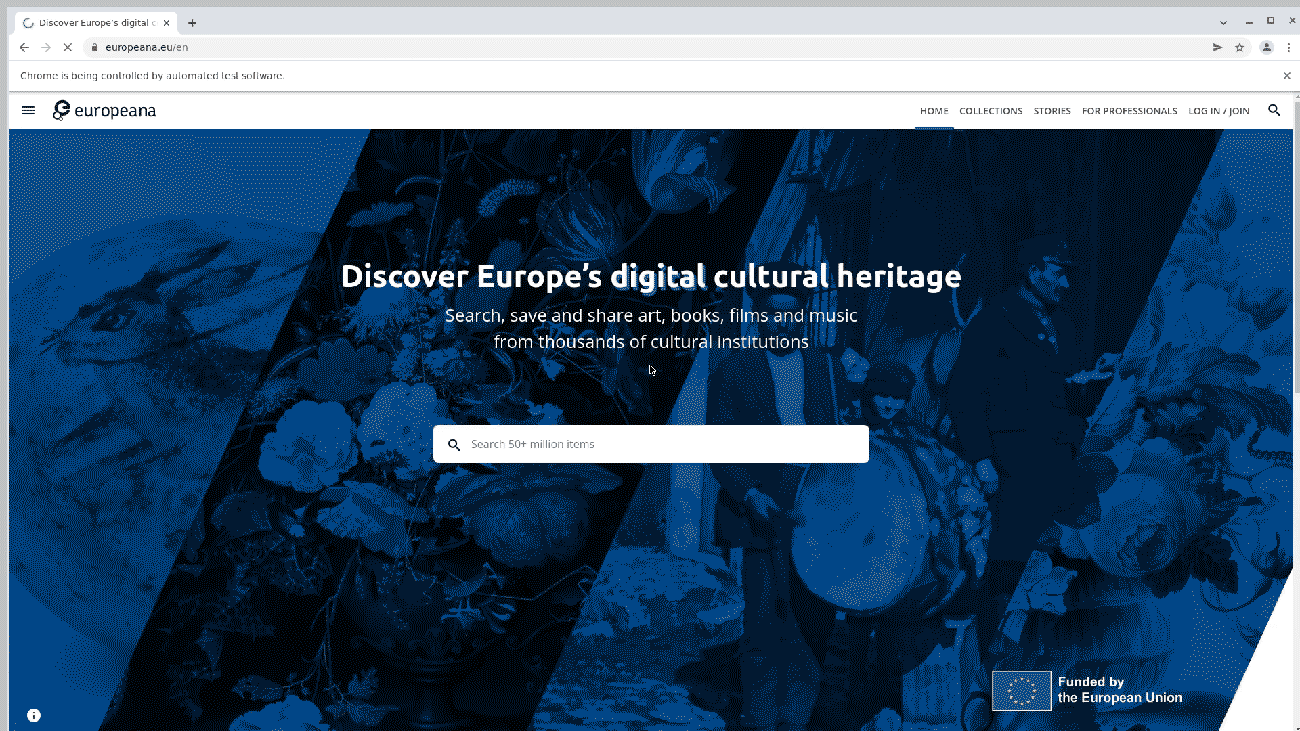 Discover Europe's digital c
europeana.eu/en
Chrome is being controlled by automated test software.
europeana
HOME COLLECTIONS STORIES FOR PROFESSIONALS LOG IN / JOIN
Discover Europe's digital cultural heritage
Search, save and share art, books, films and music
from thousands of cultural institutions
Search 50+ million items
Funded by
the European Union